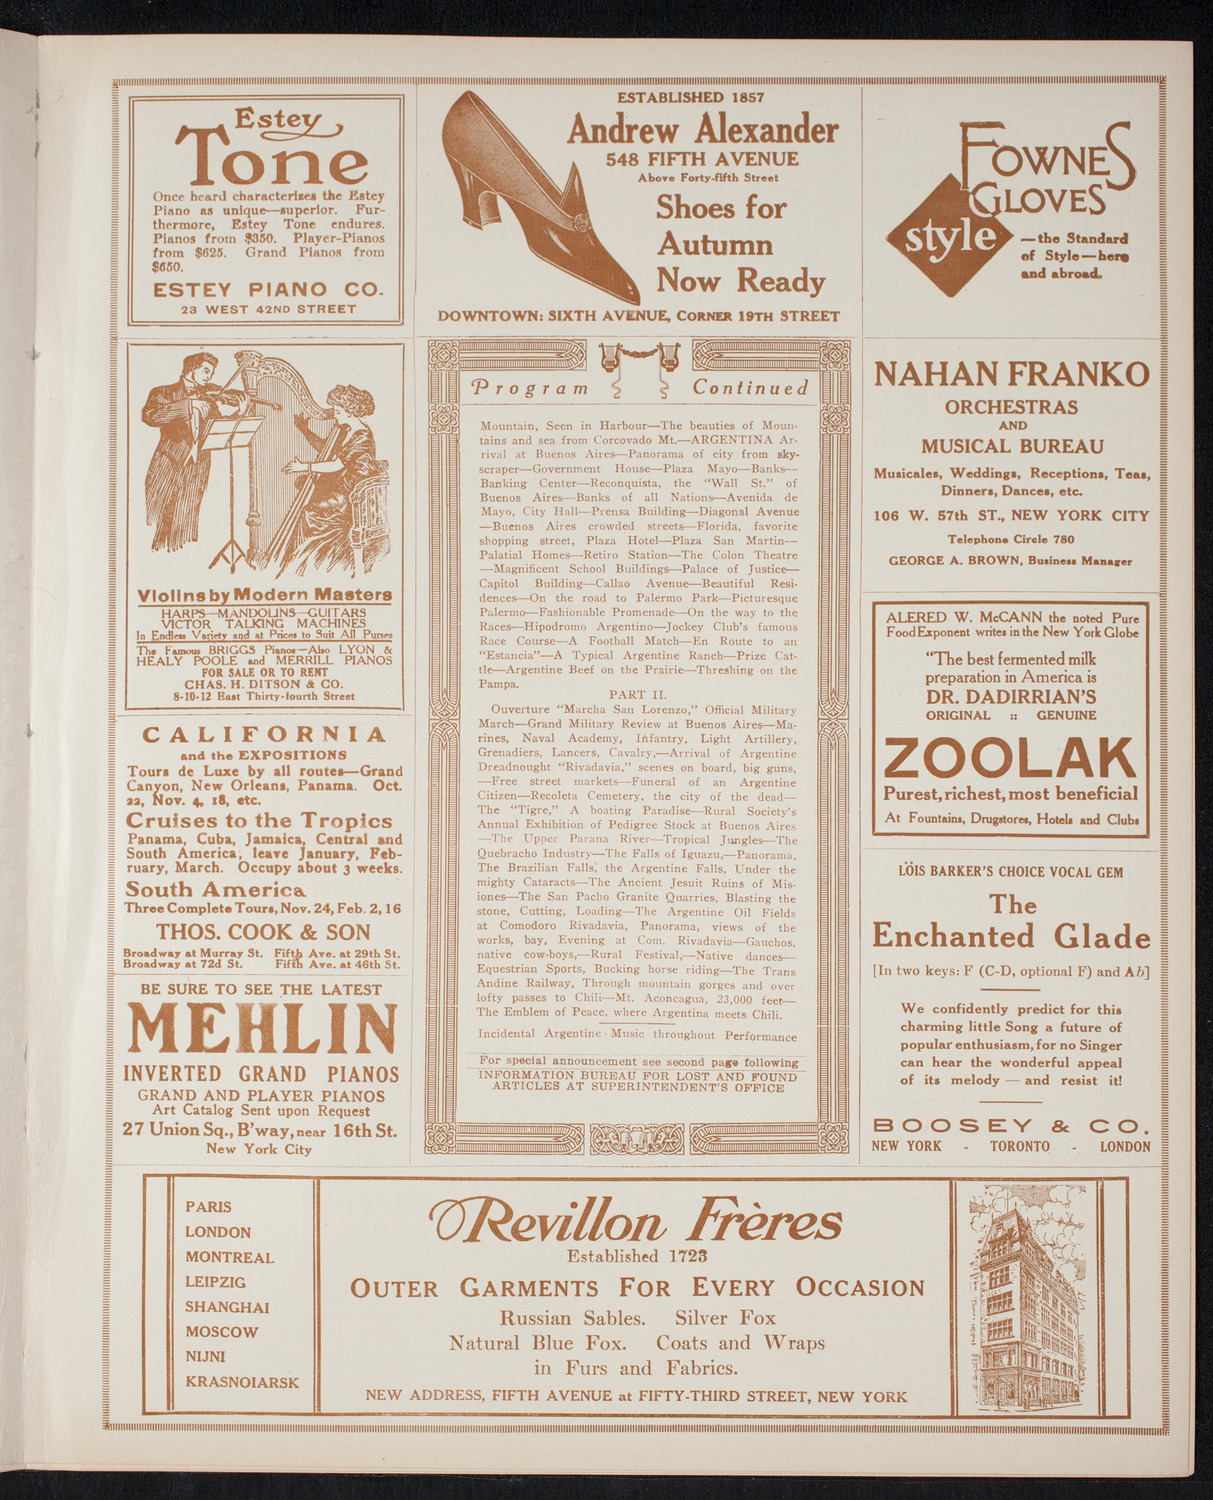 Estey
Tone
Once heard characterizes the Estey
Piano as unique—superior. Fur-
thermore, Estey Tone endures.
Pianos from $350. Player-Pianos
from $625. Grand Pianos from
$650.
ESTEY PIANO CO.
23 WEST 42ND STREET
Violins by Modern Masters
HARPS—MANDOLINS—GUITARS
VICTOR TALKING MACHINES
In Endless Variety and at Prices to Suit All Purses
The Famous BRIGGS Pianos—Also LYON &
HEALY POOLE and MERRILL PIANOS
FOR SALE OR TO RENT
CHAS. H. DITSON & CO.
8-10-12 East Thirty-fourth Street
CALIFORNIA
and the EXPOSITIONS
Tours de Luxe by all routes—Grand
Canyon, New Orleans, Panama. Oct.
22, Nov. 4, 18, etc.
Cruises to the Tropics
Panama, Cuba, Jamaica, Central and
South America, leave January, Feb-
ruary, March. Occupy about 3 weeks.
South America
Three Complete Tours, Nov. 24, Feb. 2, 16
THOS. COOK & SON
Broadway at Murray St. Fifth Ave. at 29th St.
Broadway at 72d St. Fifth Ave. at 46th St.
BE SURE TO SEE THE LATEST
MEHLIN
INVERTED GRAND PIANOS
GRAND AND PLAYER PIANOS
Art Catalog Sent upon Request
27 Union Sq., B'way, near 16th St.
New York City
ESTABLISHED 1857
Andrew Alexander
548 FIFTH AVENUE
Above Forty-fifth Street
Shoes for
Autumn
Now Ready
DOWNTOWN: SIXTH AVENUE, CORNER 19TH STREET
Program Continued
Mountain, Seen in Harbour—The beauties of Moun-
tains and sea from Corcovado Mt.—ARGENTINA Ar-
rival at Buenos Aires—Panorama of city from sky-
scraper—Government House—Plaza Mayo—Banks—
Banking Center—Reconquista, the "Wall St." of
Buenos Aires—Banks of all Nations—Avenida de
Mayo, City Hall—Prensa Building—Diagonal Avenue
—Buenos Aires crowded streets—Florida, favorite
shopping street, Plaza Hotel—Plaza San Martin—
Palatial Homes—Retiro Station—The Colon Theatre
—Magnificent School Buildings—Palace of Justice—
Capitol Building—Callao Avenue—Beautiful Resi-
dences—On the road to Palermo Park—Picturesque
Palermo—Fashionable Promenade—On the way to the
Races—Hipodromo Argentino—Jockey Club's famous
Race Course—A Football Match—En Route to an
"Estancia"—A Typical Argentine Ranch—Prize Cat-
tle—Argentine Beef on the Prairie—Threshing on the
Pampa.
PART II.
Ouverture "Marcha San Lorenzo," Official Military
March—Grand Military Review at Buenos Aires—Ma-
rines, Naval Academy, Infantry, Light Artillery,
Grenadiers, Lancers, Cavalry,—Arrival of Argentine
Dreadnought "Rivadavia," scenes on board, big guns,
—Free street markets—Funeral of an Argentine
Citizen—Recoleta Cemetery, the city of the dead—
The "Tigre," A boating Paradise—Rural Society's
Annual Exhibition of Pedigree Stock at Buenos Aires
—The Upper Parana River—Tropical Jungles—The
Quebracho Industry—The Falls of Iguazu,—Panorama,
The Brazilian Falls, the Argentine Falls, Under the
mighty Cataracts—The Ancient Jesuit Ruins of Mis-
iones—The San Pacho Granite Quarries, Blasting the
stone, Cutting, Loading—The Argentine Oil Fields
at Comodoro Rivadavia, Panorama, views of the
works, bay, Evening at Com. Rivadavia—Gauchos,
native cow-boys,—Rural Festival,—Native dances—
Equestrian Sports, Bucking horse riding—The Trans
Andine Railway, Through mountain gorges and over
lofty passes to Chili—Mt. Aconcagua, 23,000 feet—
The Emblem of Peace, where Argentina meets Chili.
Incidental Argentine Music throughout Performance
For special announcement see second page following
INFORMATION BUREAU FOR LOST AND FOUND
ARTICLES AT SUPERINTENDENT'S OFFICE
FOWNES
GLOVES
style
—the Standard
of Style—here
and abroad.
NAHAN FRANKO
ORCHESTRAS
AND
MUSICAL BUREAU
Musicales, Weddings, Receptions, Teas,
Dinners, Dances, etc.
106 W. 57th ST., NEW YORK CITY
Telephone Circle 780
GEORGE A. BROWN, Business Manager
ALERED W. McCANN the noted Pure
Food Exponent writes in the New York Globe
"The best fermented milk
preparation in America is
DR. DADIRRIAN'S
ORIGINAL :: GENUINE
ZOOLAK
Purest, richest, most beneficial
At Fountains, Drugstores, Hotels and Clubs
LÖIS BARKER'S CHOICE VOCAL GEM
The
Enchanted Glade
[In two keys: F (C-D, optional F) and Ab]
We confidently predict for this
charming little Song a future of
popular enthusiasm, for no Singer
can hear the wonderful appeal
of its melody — and resist it!
BOOSEY & CO.
NEW YORK - TORONTO - LONDON
PARIS
LONDON
MONTREAL
LEIPZIG
SHANGHAI
MOSCOW
NIJNI
KRASNOIARSK
Revillon Frères
Established 1723
OUTER GARMENTS FOR EVERY OCCASION
Russian Sables. Silver Fox
Natural Blue Fox. Coats and Wraps
in Furs and Fabrics.
NEW ADDRESS, FIFTH AVENUE at FIFTY-THIRD STREET, NEW YORK